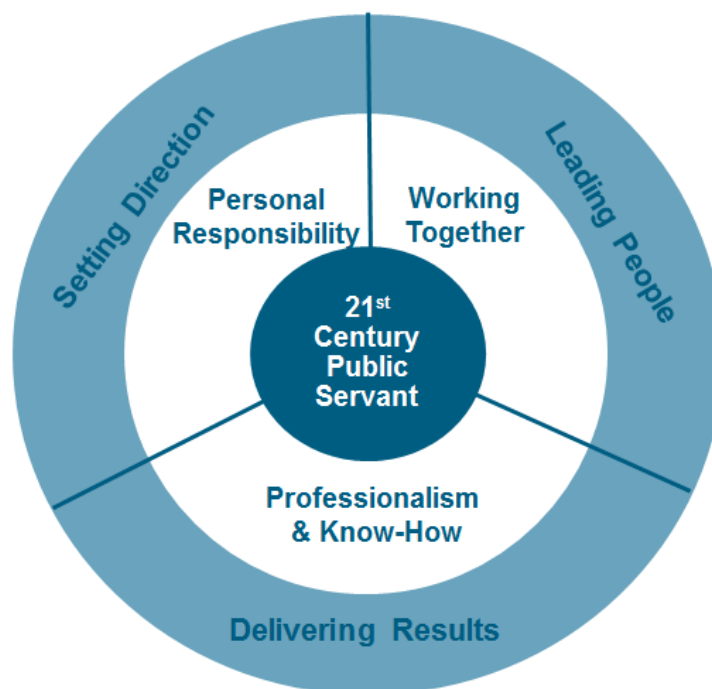 Setting Direction
Leading People
Personal
Responsibility
Working
Together
21st
Century
Public
Servant
Professionalism
& Know-How
Delivering Results